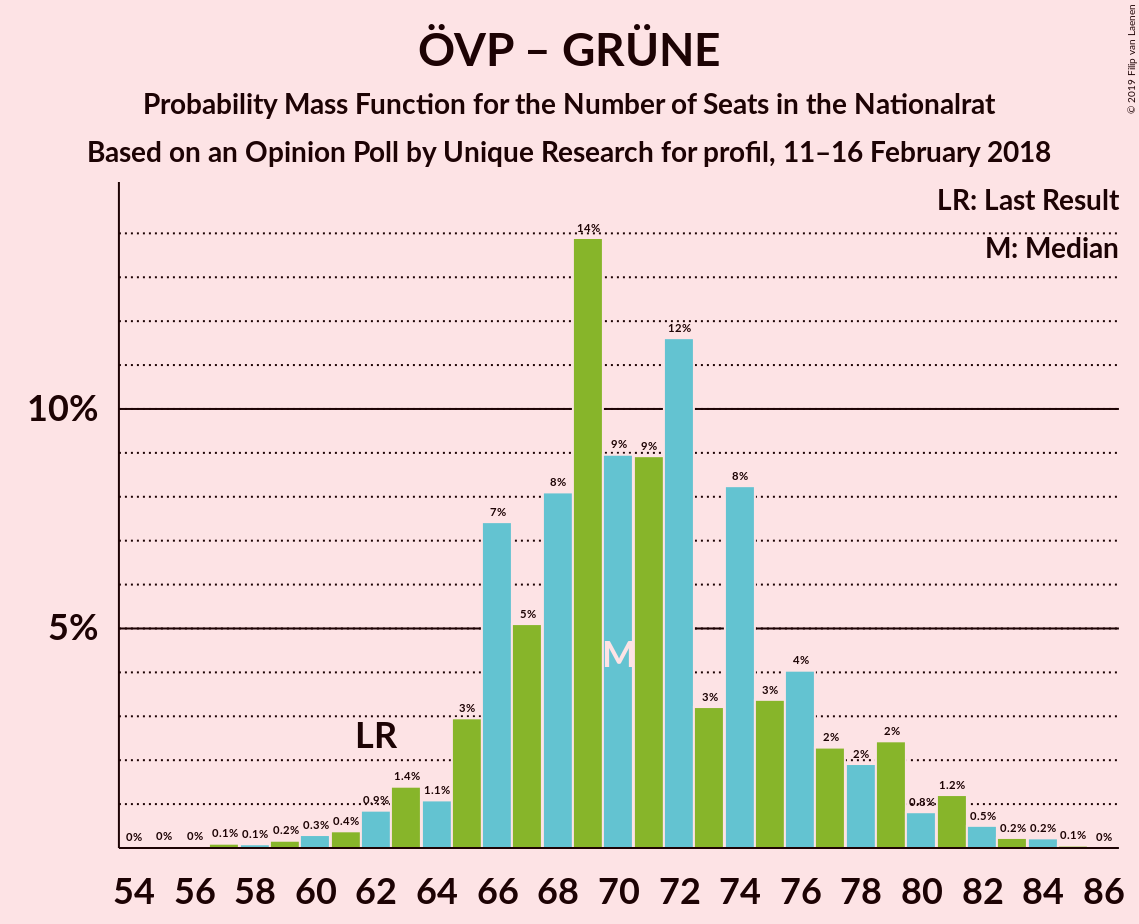 ÖVP – GRÜNE
Probability Mass Function for the Number of Seats in the Nationalrat
Based on an Opinion Poll by Unique Research for profil, 11–16 February 2018
© 2019 Filip van Laenen
LR: Last Result
M: Median
10%
5%
LR
M
0% 0% 0% 0.1% 0.1% 0.2% 0.3% 0.4% 0.9% 1.4% 1.1% 3% 7% 5% 8% 14% 9% 9% 12% 3% 8% 3% 4% 2% 2% 2% 0.8% 1.2% 0.5% 0.2% 0.2% 0.1% 0%
54 56 58 60 62 64 66 68 70 72 74 76 78 80 82 84 86